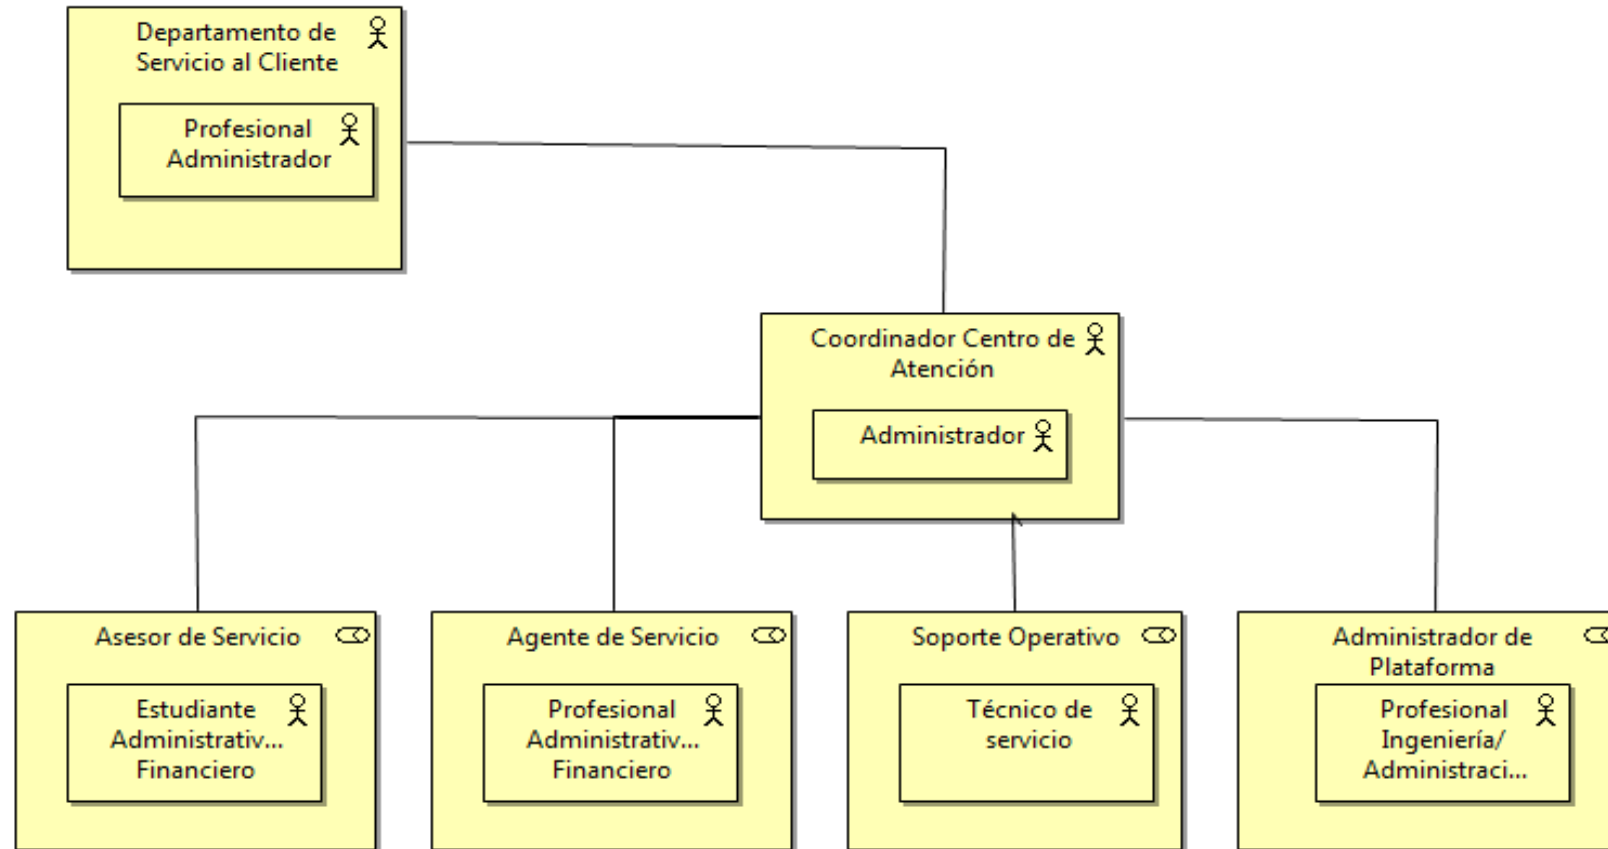 Departamento de
Servicio al Cliente
Profesional
Administrador
Coordinador Centro de
Atención
Administrador
Asesor de Servicio
Estudiante
Administrativ...
Financiero
Agente de Servicio
Profesional
Administrativ...
Financiero
Soporte Operativo
Técnico de
servicio
Administrador de
Plataforma
Profesional
Ingeniería/
Administraci...